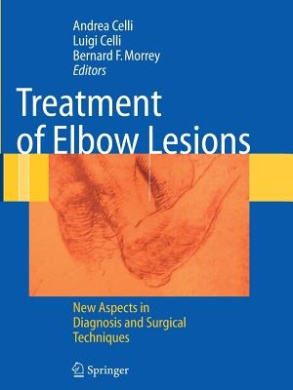 Andrea Celli
Luigi Celli
Bernard F. Morrey
Editors
Treatment
of Elbow Lesions
New Aspects in
Diagnosis and Surgical
Techniques
Springer